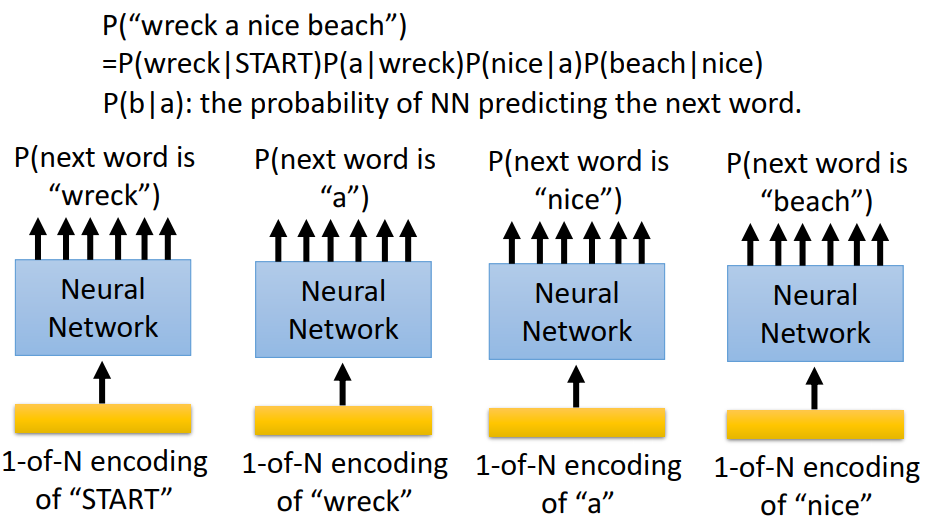 P(“wreck a nice beach”)
=P(wreck|START)P(a|wreck)P(nice|a)P(beach|nice)
P(b|a): the probability of NN predicting the next word.
P(next word is
“wreck”)
P(next word is
“a”)
P(next word is
“nice”)
P(next word is
“beach”)
Neural
Network
Neural
Network
Neural
Network
Neural
Network
1-of-N encoding
of “START”
1-of-N encoding
of “wreck”
1-of-N encoding
of “a”
1-of-N encoding
of “nice”